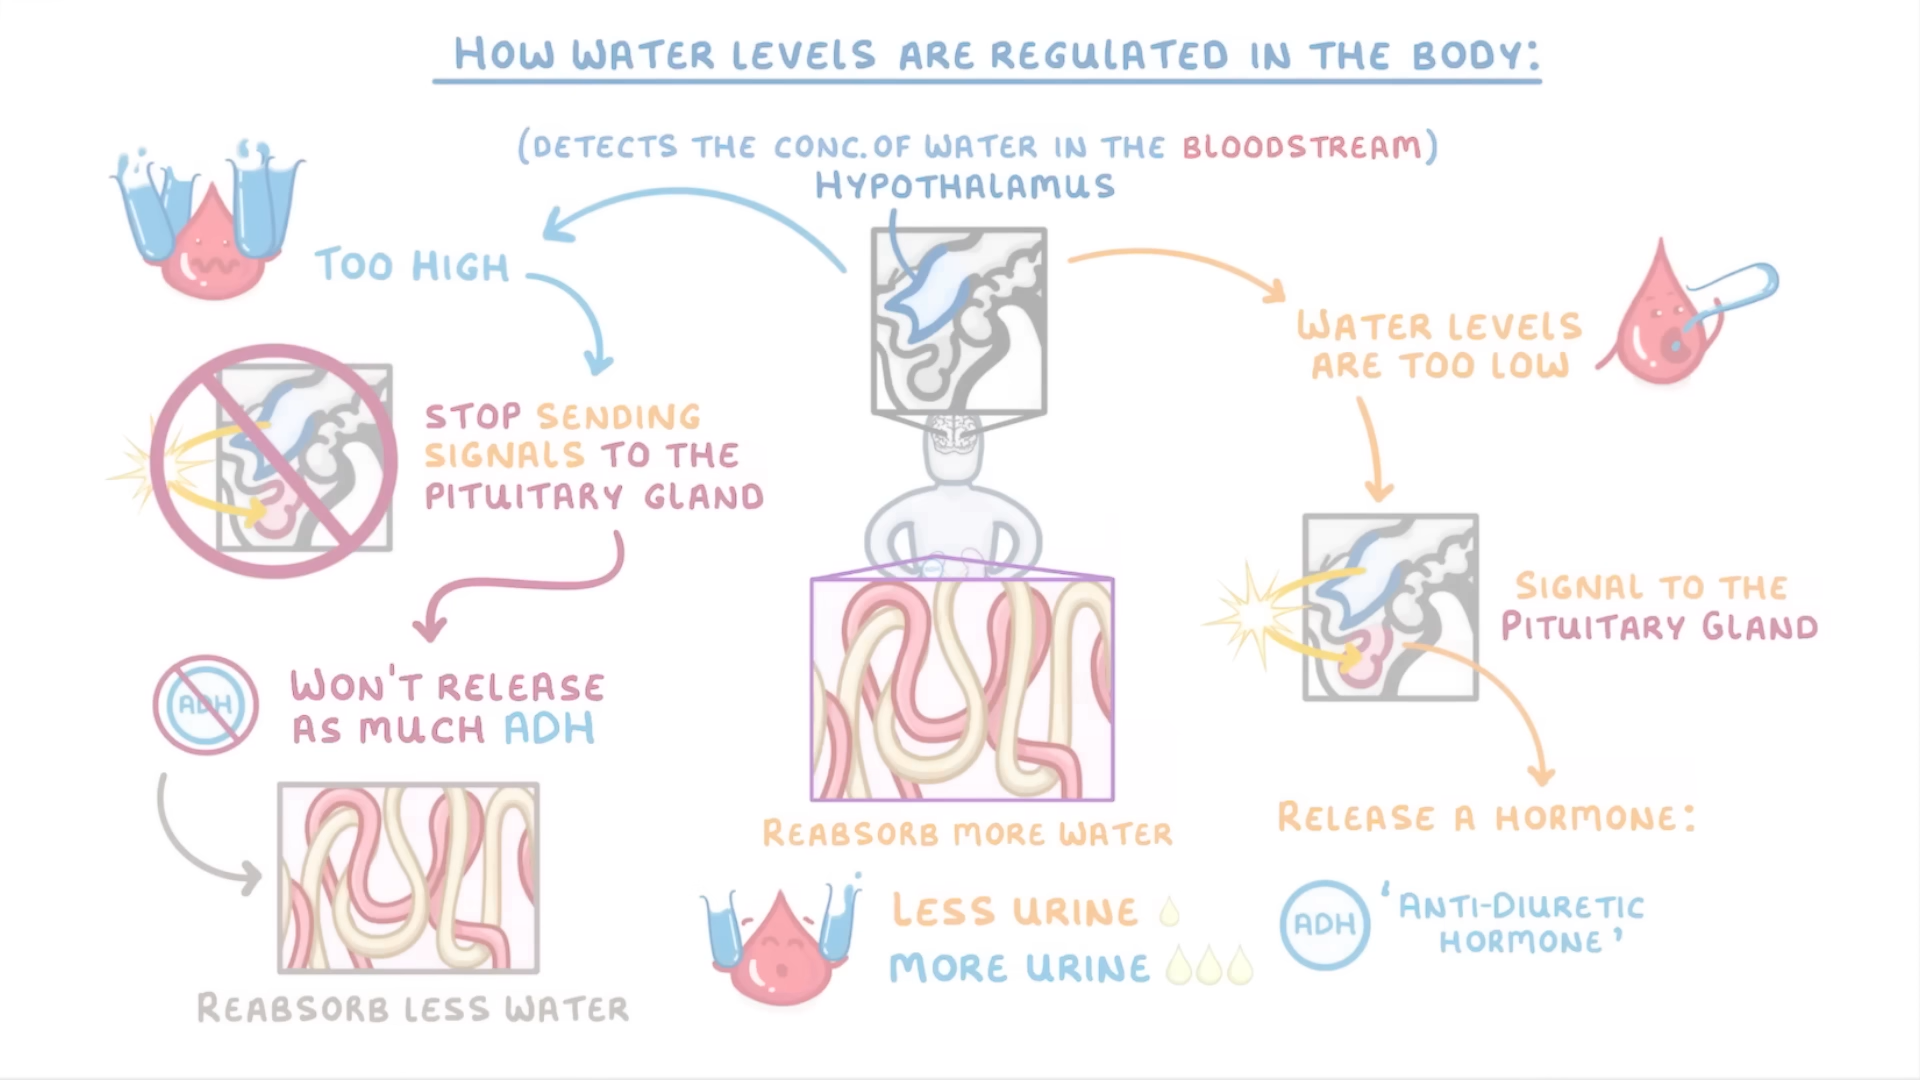 HOW WATER LEVELS ARE REGULATED IN THE BODY:
(DETECTS THE CONC. OF WATER IN THE BLOODSTREAM)
HYPOTHALAMUS
TOO HIGH
STOP SENDING
SIGNALS TO THE
PITUITARY GLAND
WON'T RELEASE
AS MUCH ADH
ADH
REABSORB LESS WATER
WATER LEVELS
ARE TOO LOW
SIGNAL TO THE
PITUITARY GLAND
RELEASE A HORMONE:
ADH
'ANTI-DIURETIC
HORMONE'
REABSORB MORE WATER
LESS URINE
MORE URINE